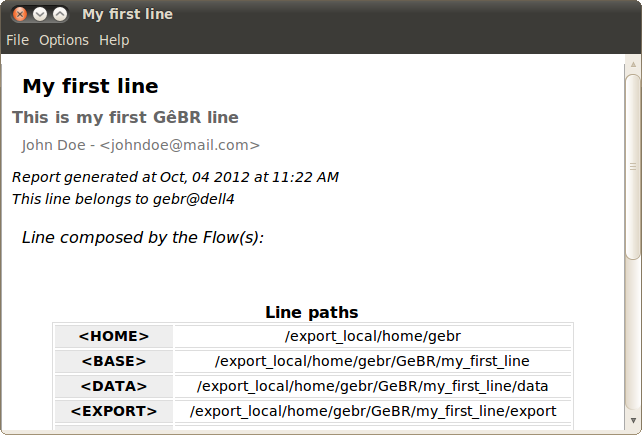 My first line
File Options Help
My first line
This is my first GêBR line
John Doe - <johndoe@mail.com>
Report generated at Oct, 04 2012 at 11:22 AM
This line belongs to gebr@dell4
Line composed by the Flow(s):
Line paths
<HOME> /export_local/home/gebr
<BASE> /export_local/home/gebr/GeBR/my_first_line
<DATA> /export_local/home/gebr/GeBR/my_first_line/data
<EXPORT> /export_local/home/gebr/GeBR/my_first_line/export